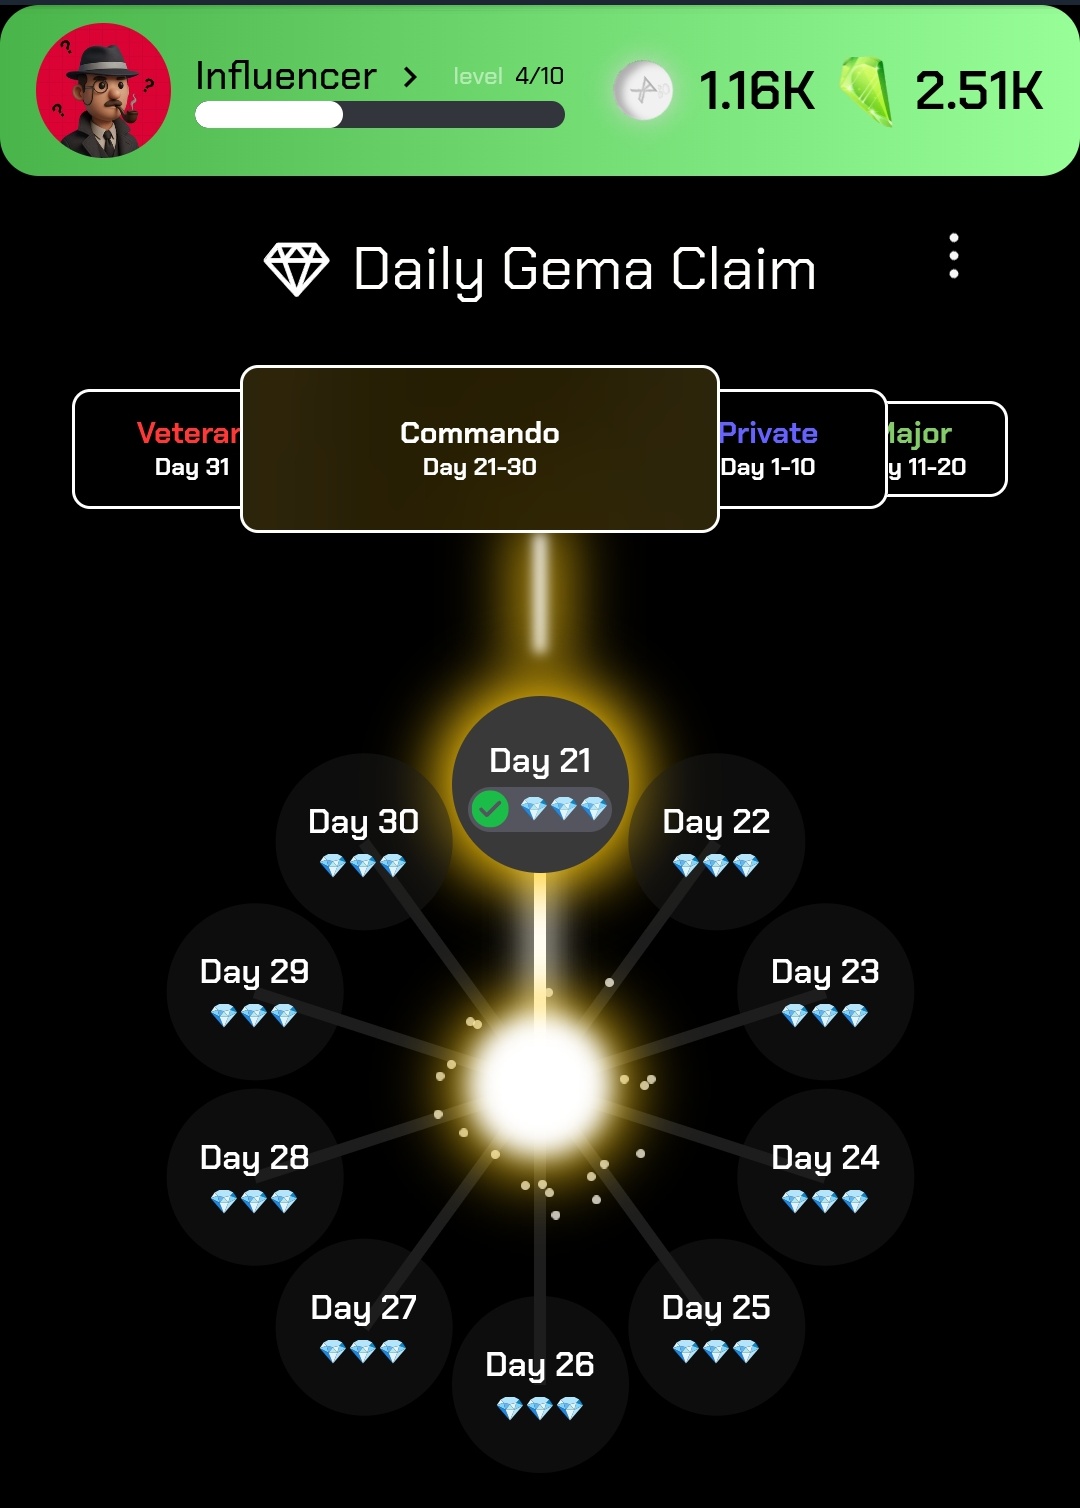 Influencer > level 4/10
1.16K 2.51K
Daily Gema Claim
Veteran
Day 31
Commando
Day 21-30
Private
Day 1-10
Major
y 11-20
Day 21
Day 22
Day 23
Day 24
Day 25
Day 26
Day 27
Day 28
Day 29
Day 30